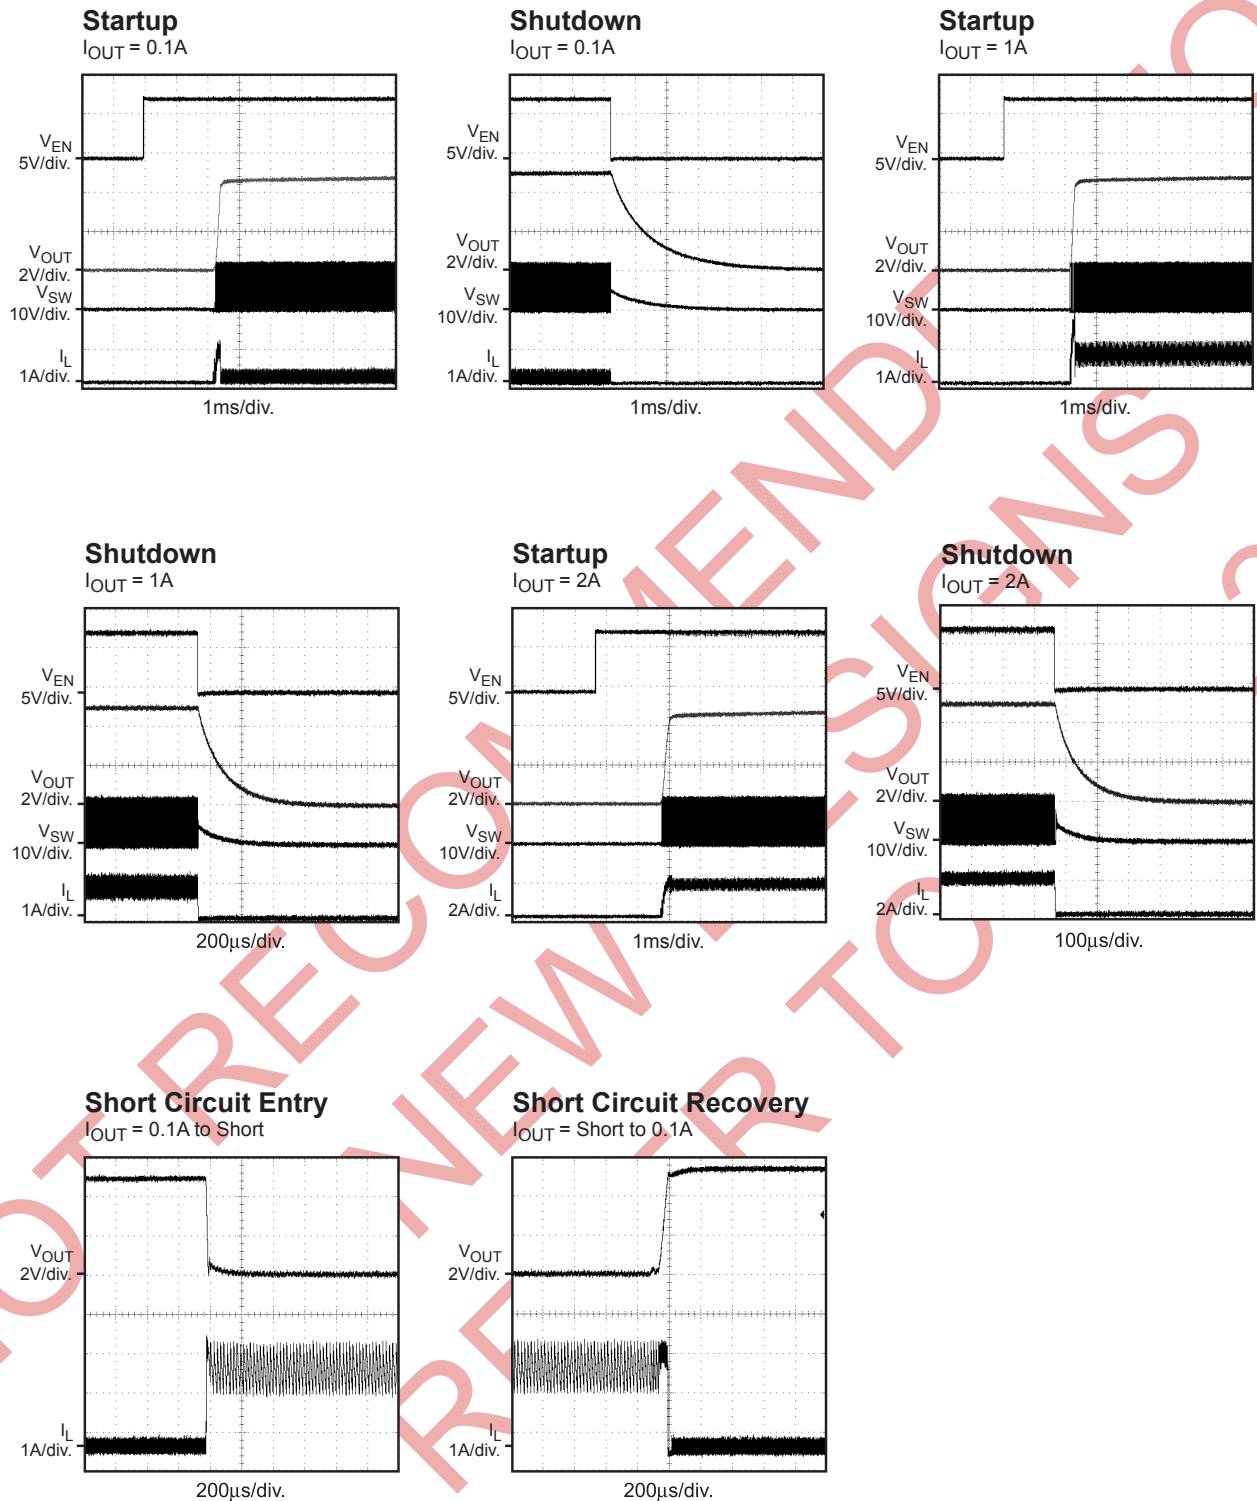 Startup
IOUT = 0.1A
VEN
5V/div.
VOUT
2V/div.
VSW
10V/div.
IL
1A/div.
1ms/div.
Shutdown
IOUT = 0.1A
VEN
5V/div.
VOUT
2V/div.
VSW
10V/div.
IL
1A/div.
1ms/div.
Startup
IOUT = 1A
VEN
5V/div.
VOUT
2V/div.
VSW
10V/div.
IL
1A/div.
1ms/div.
Shutdown
IOUT = 1A
VEN
5V/div.
VOUT
2V/div.
VSW
10V/div.
IL
1A/div.
200µs/div.
Startup
IOUT = 2A
VEN
5V/div.
VOUT
2V/div.
VSW
10V/div.
IL
2A/div.
1ms/div.
Shutdown
IOUT = 2A
VEN
5V/div.
VOUT
2V/div.
VSW
10V/div.
IL
2A/div.
100µs/div.
Short Circuit Entry
IOUT = 0.1A to Short
VOUT
2V/div.
IL
1A/div.
200µs/div.
Short Circuit Recovery
IOUT = Short to 0.1A
VOUT
2V/div.
IL
1A/div.
200µs/div.